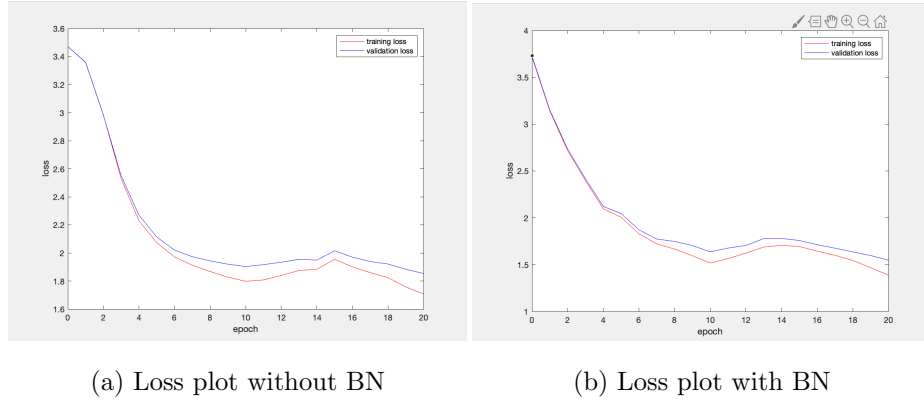 3.6
3.4
3.2
3
2.8
2.6
2.4
2.2
2
1.8
1.6
loss
0 2 4 6 8 10 12 14 16 18 20
epoch
training loss
validation loss
(a) Loss plot without BN
4
3.5
3
2.5
2
1.5
1
loss
0 2 4 6 8 10 12 14 16 18 20
epoch
training loss
validation loss
(b) Loss plot with BN